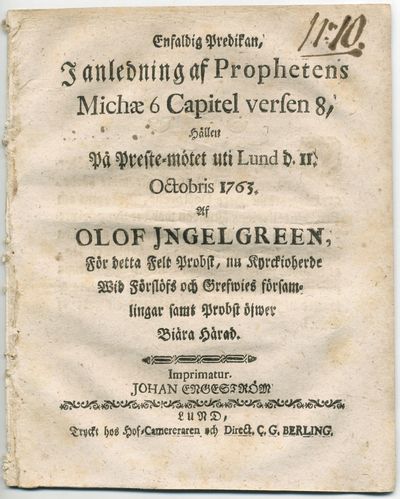 11:10.
Enfaldig Predikan,
I anledning af Prophetens
Michæ 6 Capitel versen 8,
Hållen
På Preste-mötet uti Lund d. 11.
Octobris 1763.
Af
OLOF JNGELGREEN,
För detta Felt Probst, nu Kyrckioherde
Wid Förslöfs och Grefwies försam-
lingar samt Probst öjwer
Biära Härad.
Imprimatur.
JOHAN ENGESTRÖM
LUND,
Tryckt hos Hof-Camereraren och Direct. C. G. BERLING.